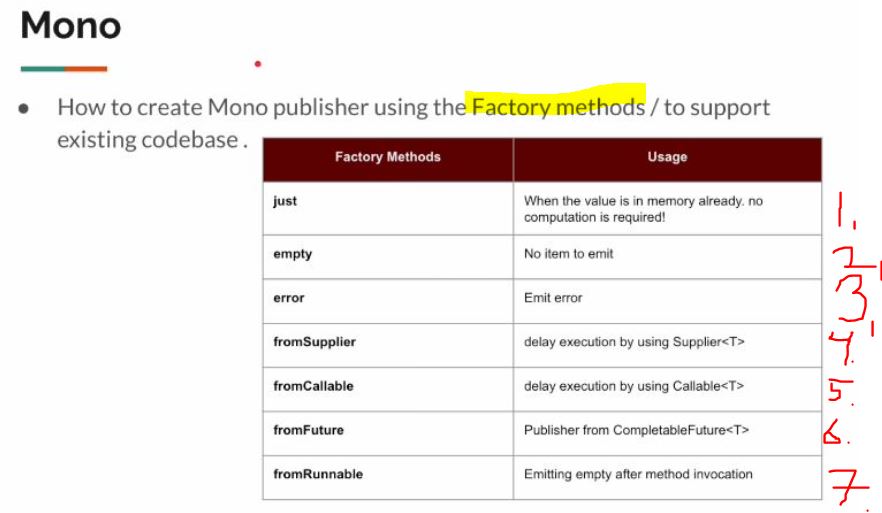 Mono
● How to create Mono publisher using the Factory methods / to support
existing codebase .
Factory Methods Usage
just When the value is in memory already. no
computation is required!
1.
empty No item to emit 2.
error Emit error 3
fromSupplier delay execution by using Supplier<T> 4.
fromCallable delay execution by using Callable<T> 5.
fromFuture Publisher from CompletableFuture<T> 6.
fromRunnable Emitting empty after method invocation 7.